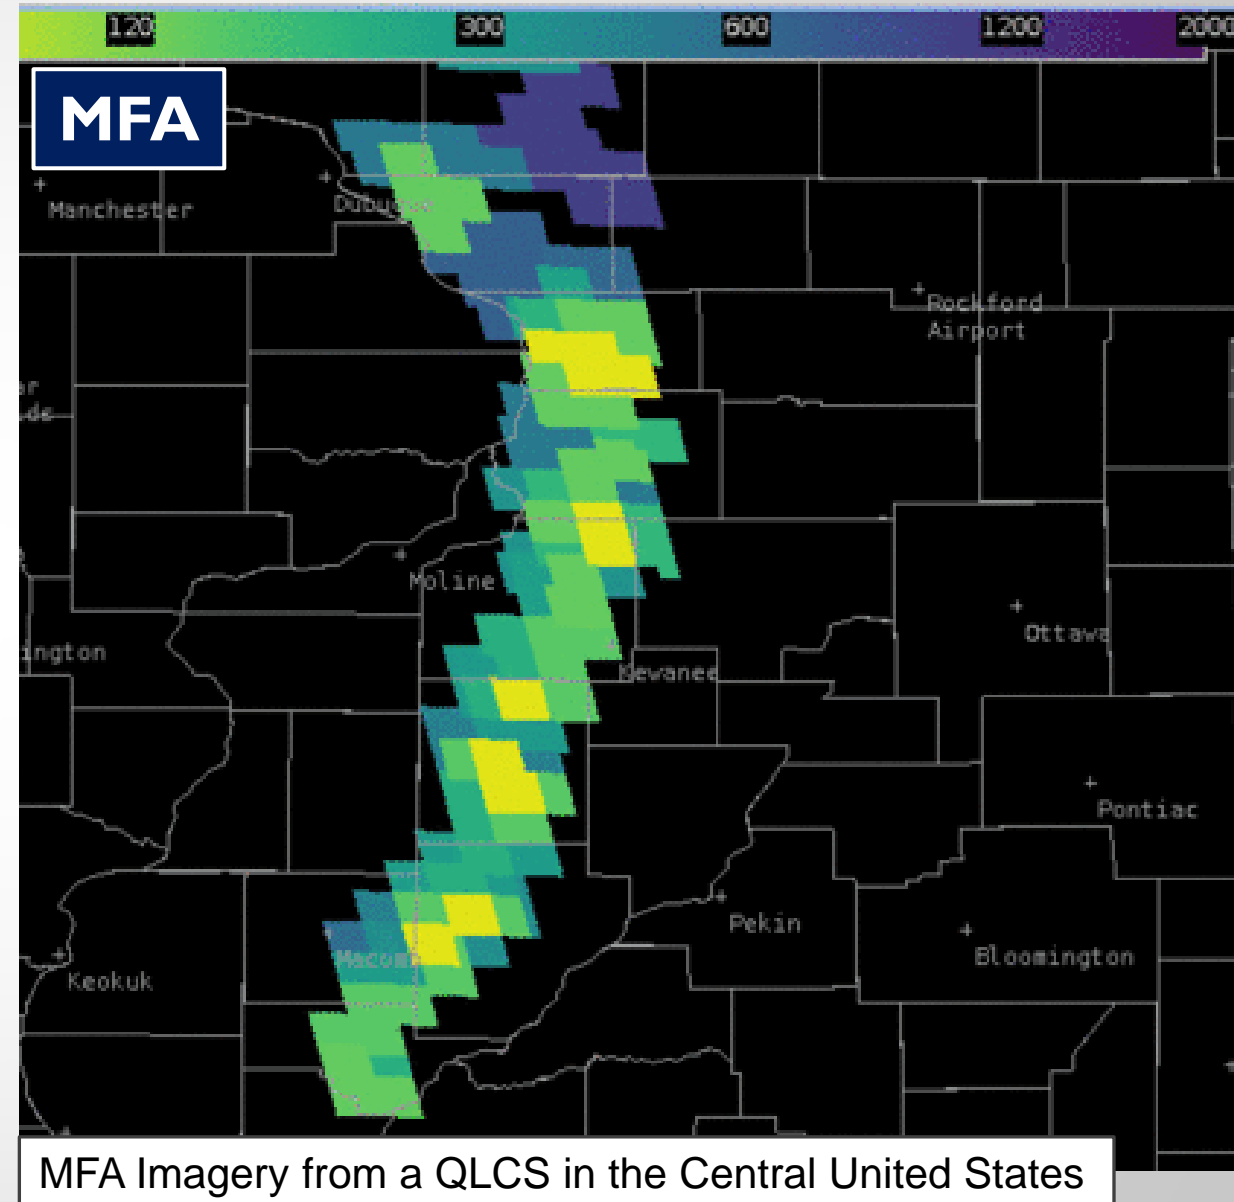 120 300 600 1200 2000
MFA
Manchester
Dubuque
Rockford
Airport
Moline
Ottawa
ington
Kewanee
Pontiac
Pekin
Bloomington
Macomb
Keokuk
MFA Imagery from a QLCS in the Central United States